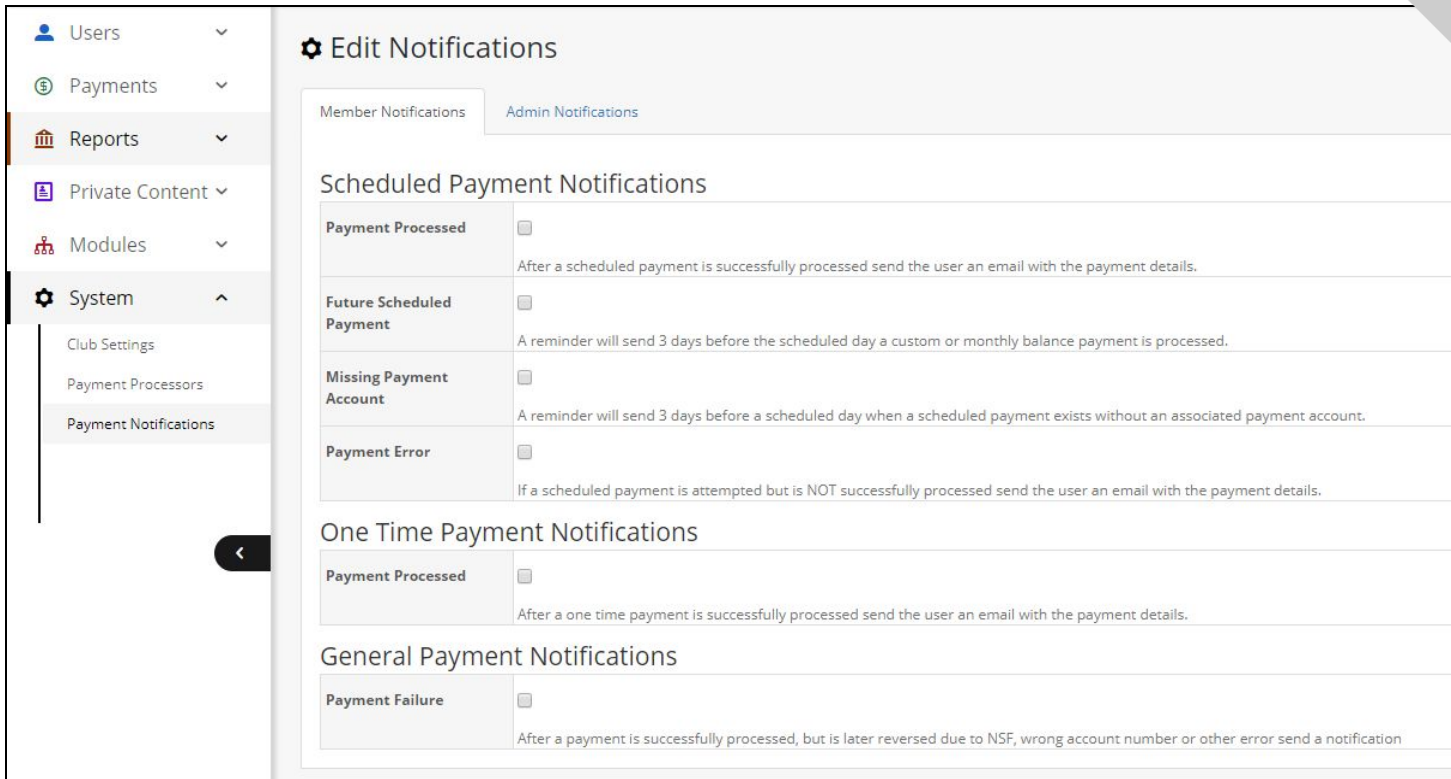 Users
Payments
Reports
Private Content
Modules
System
Club Settings
Payment Processors
Payment Notifications
Edit Notifications
Member Notifications
Admin Notifications
Scheduled Payment Notifications
Payment Processed
After a scheduled payment is successfully processed send the user an email with the payment details.
Future Scheduled
Payment
A reminder will send 3 days before the scheduled day a custom or monthly balance payment is processed.
Missing Payment
Account
A reminder will send 3 days before a scheduled day when a scheduled payment exists without an associated payment account.
Payment Error
If a scheduled payment is attempted but is NOT successfully processed send the user an email with the payment details.
One Time Payment Notifications
Payment Processed
After a one time payment is successfully processed send the user an email with the payment details.
General Payment Notifications
Payment Failure
After a payment is successfully processed, but is later reversed due to NSF, wrong account number or other error send a notification